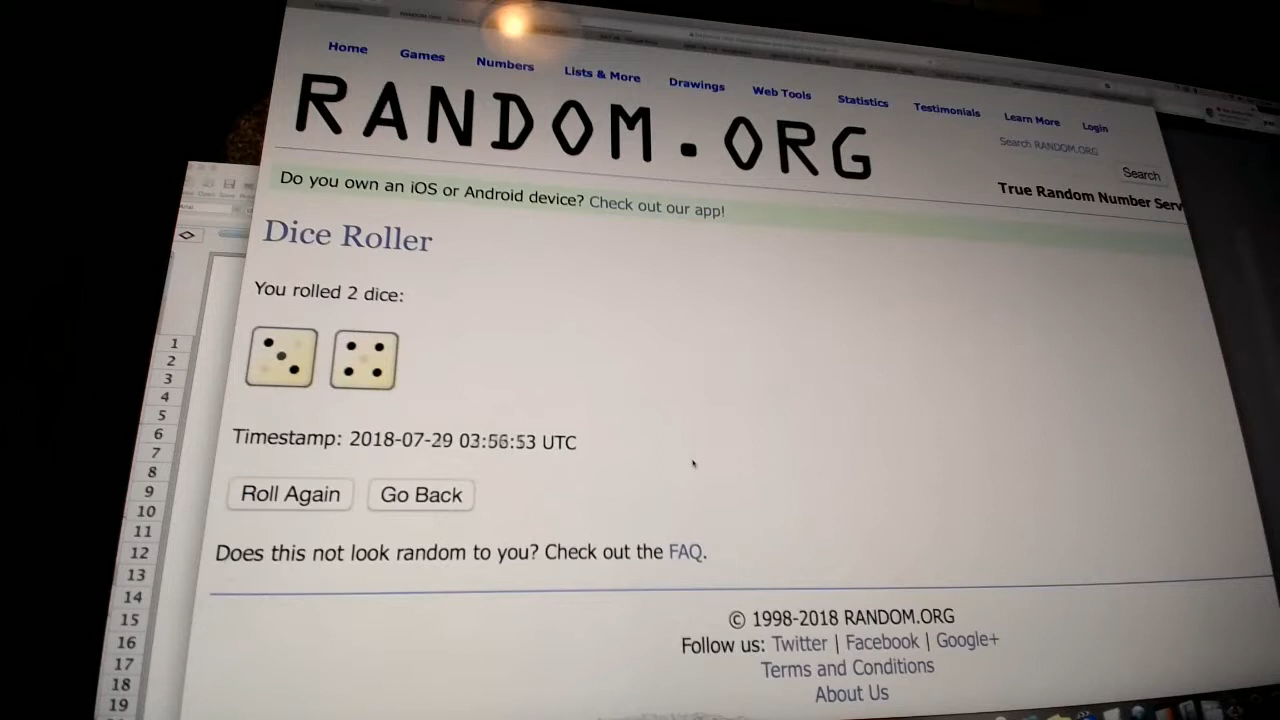 Home Games Numbers Lists & More Drawings Web Tools Statistics Testimonials Learn More Login
RANDOM.ORG
Search RANDOM.ORG
Search
True Random Number Serv
Do you own an iOS or Android device? Check out our app!
Dice Roller
You rolled 2 dice:
Timestamp: 2018-07-29 03:56:53 UTC
Roll Again Go Back
Does this not look random to you? Check out the FAQ.
© 1998-2018 RANDOM.ORG
Follow us: Twitter | Facebook | Google+
Terms and Conditions
About Us
1
2
3
4
5
6
7
8
9
10
11
12
13
14
15
16
17
18
19